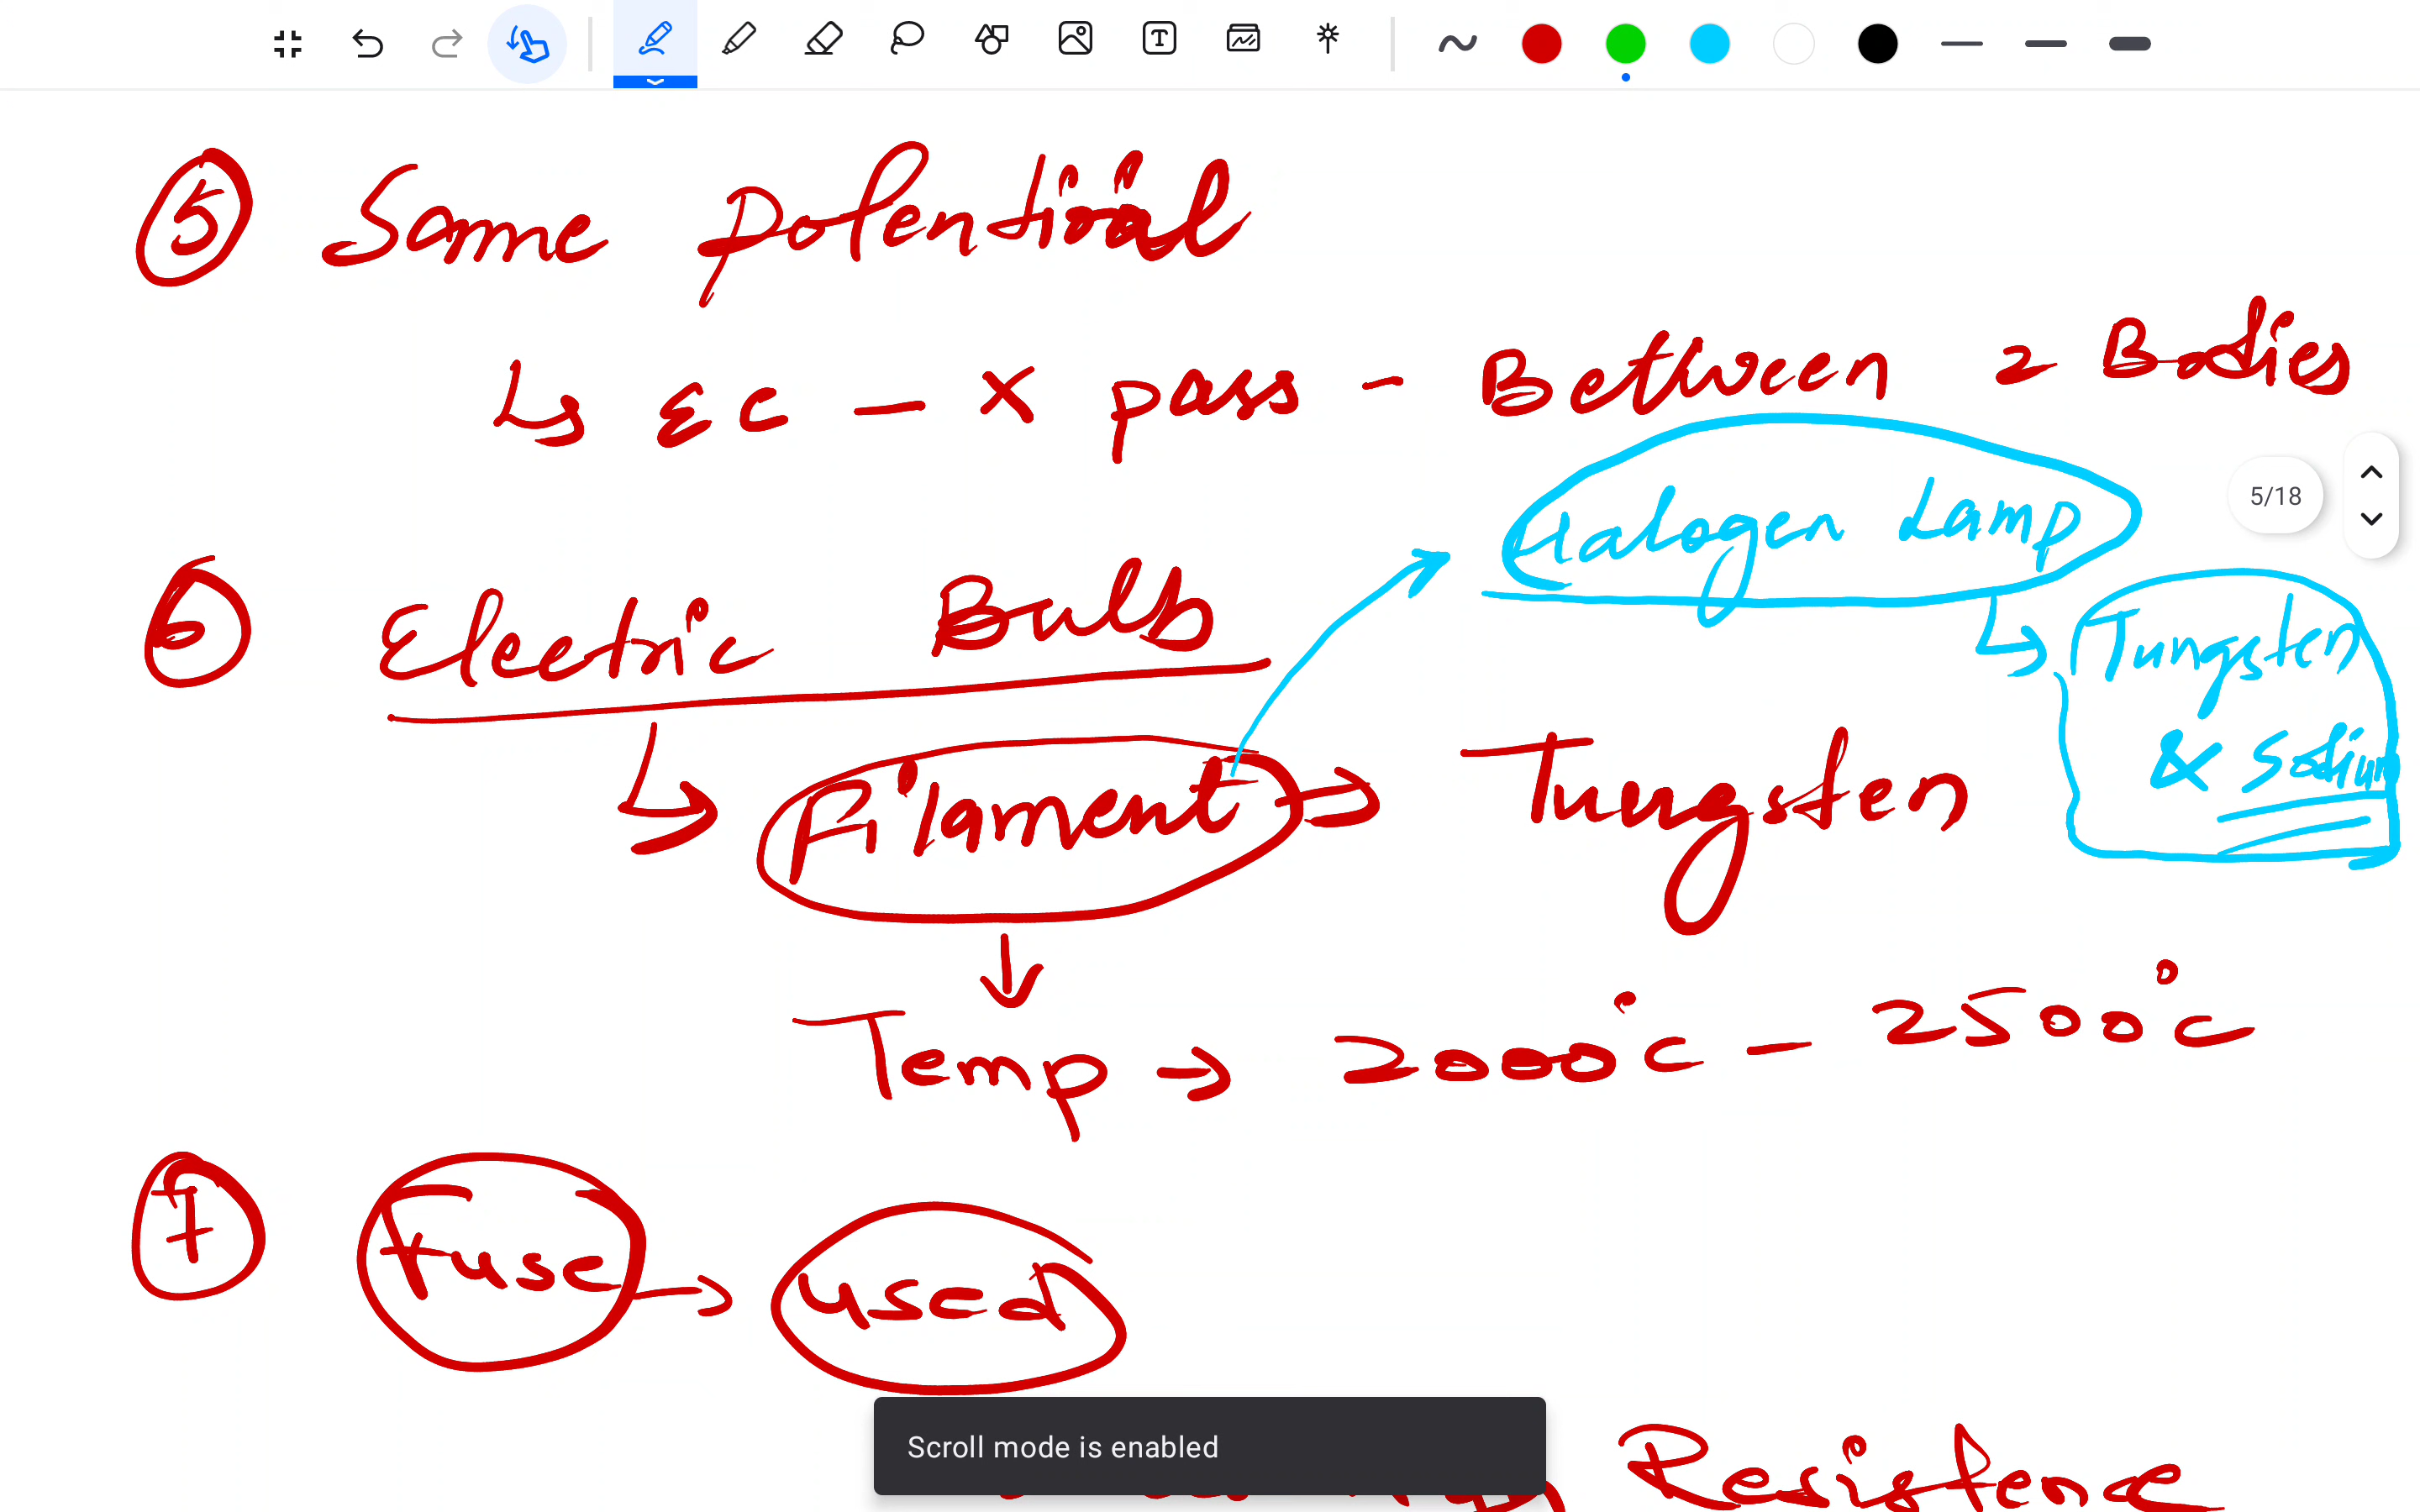 5 Same potential
↳ EC — × pass - Between 2 Bodies
Halogen Lamp
5/18
↳ Tungsten
& Sodium
6 Electric Bulb
↳ Filament → Tungsten
↓
Temp → 2000°C — 2500°C
7 Fuse → used
Scroll mode is enabled
Resistence